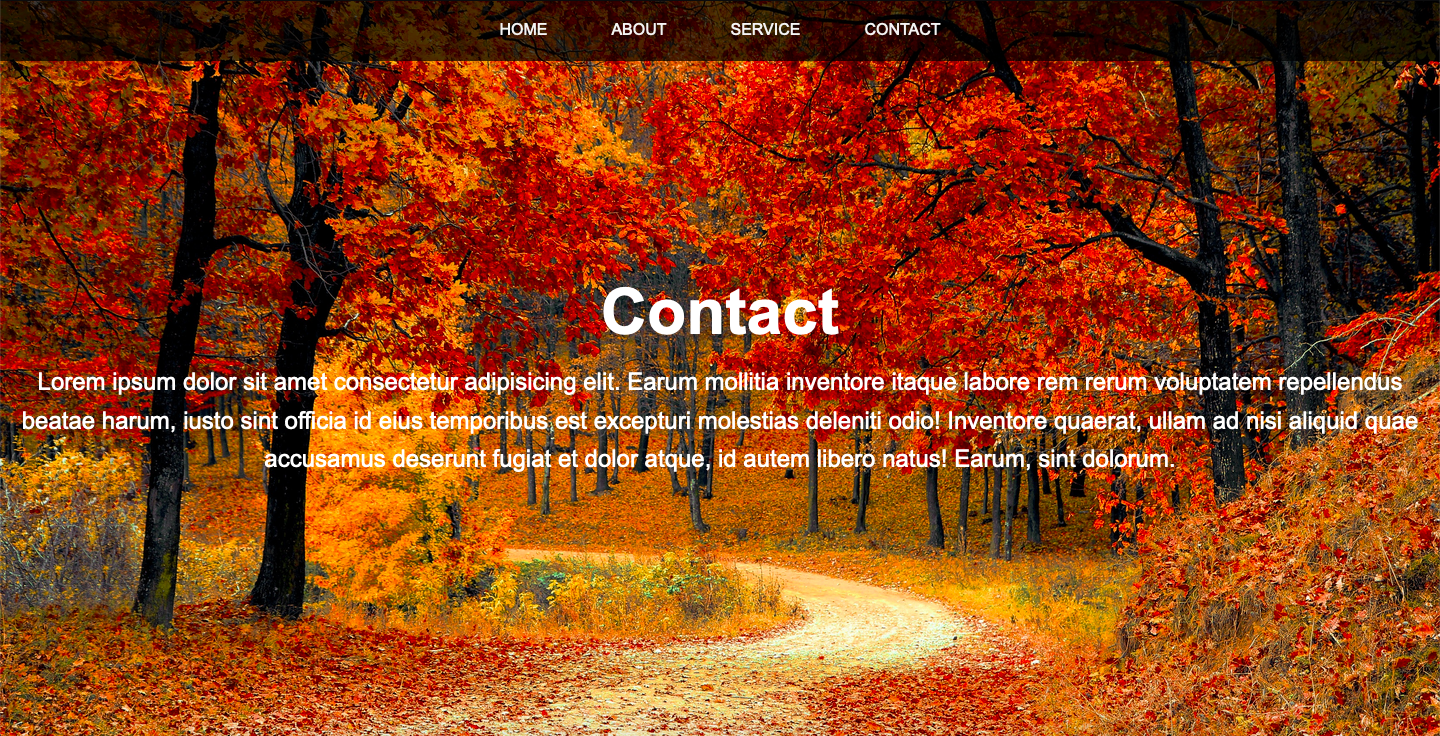 HOME ABOUT SERVICE CONTACT
Contact
Lorem ipsum dolor sit amet consectetur adipisicing elit. Earum mollitia inventore itaque labore rem rerum voluptatem repellendus
beatae harum, iusto sint officia id eius temporibus est excepturi molestias deleniti odio! Inventore quaerat, ullam ad nisi aliquid quae
accusamus deserunt fugiat et dolor atque, id autem libero natus! Earum, sint dolorum.